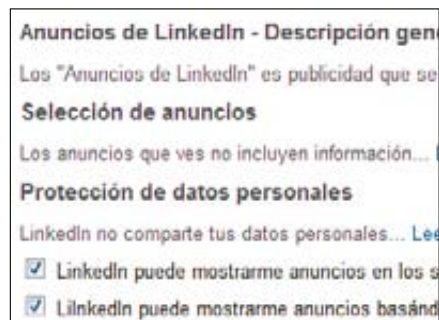 Anuncios de LinkedIn - Descripción gene
Los "Anuncios de LinkedIn" es publicidad que se
Selección de anuncios
Los anuncios que ves no incluyen información...
Protección de datos personales
LinkedIn no comparte tus datos personales... Lee
LinkedIn puede mostrarme anuncios en los s
LiInkedIn puede mostrarme anuncios basánd